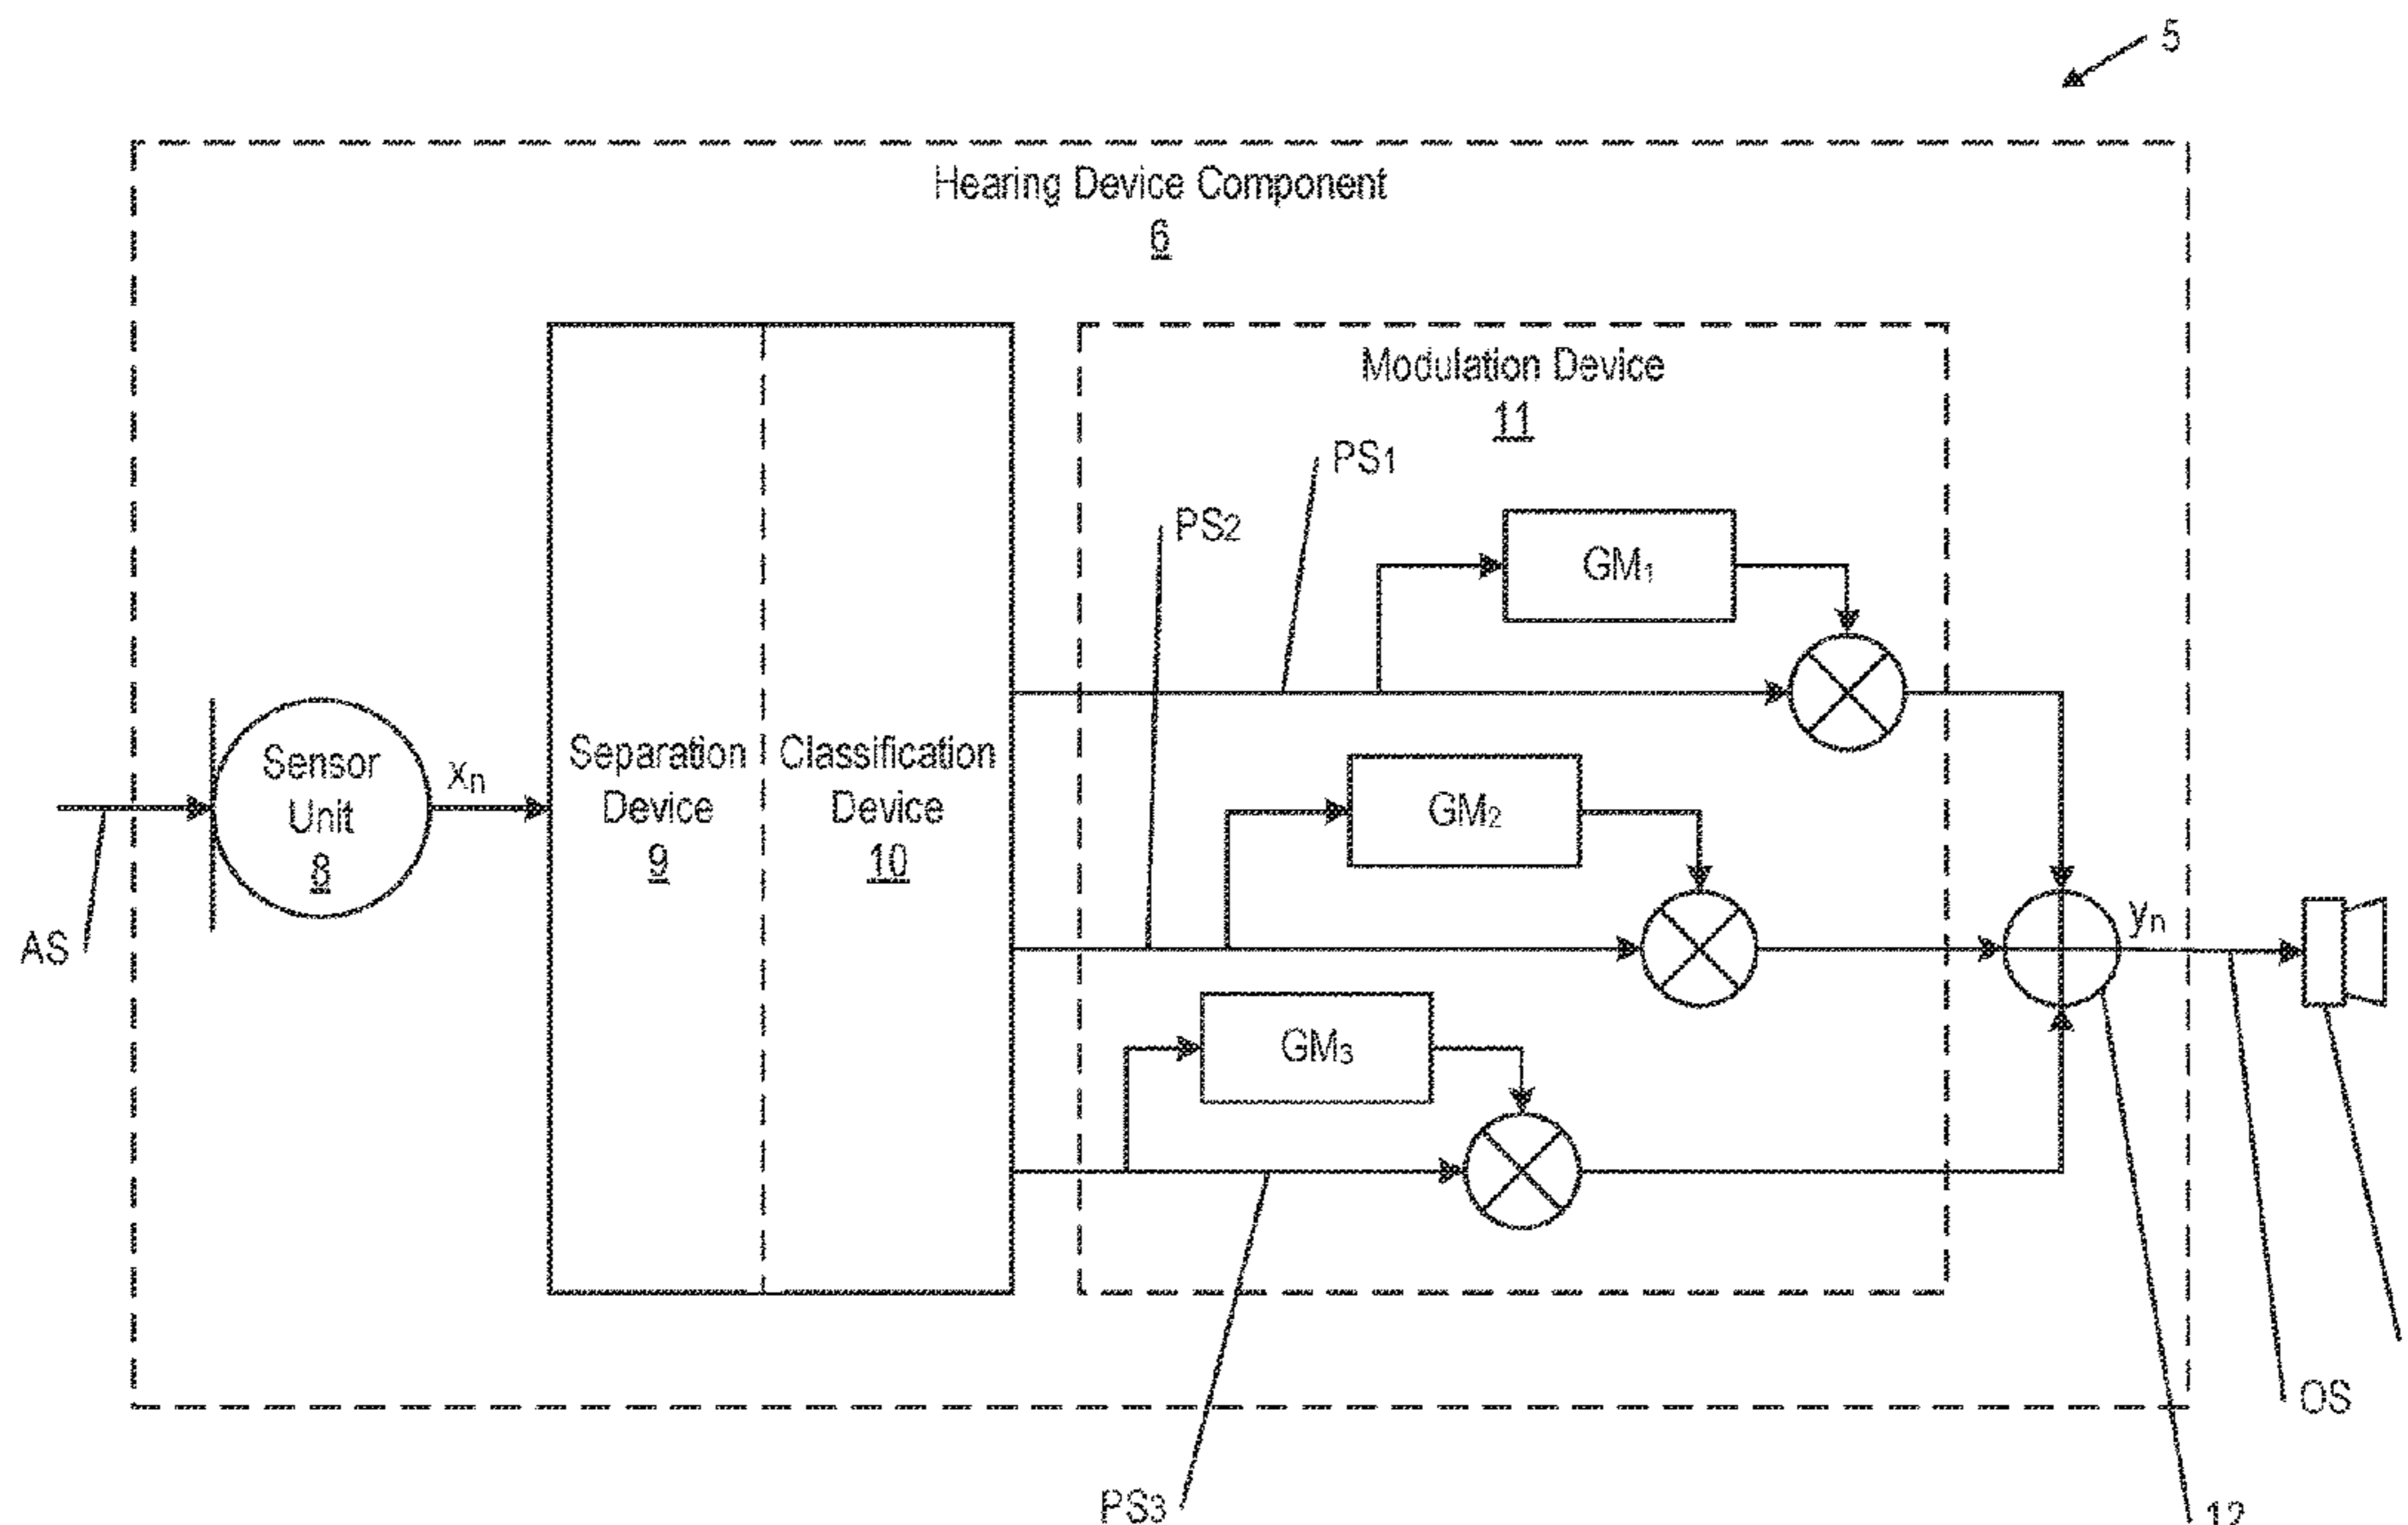 5
Hearing Device Component
6
Modulation Device
11
PS1
PS2
GM1
Sensor
Unit
8
xn
Separation
Device
9
Classification
Device
10
GM2
AS
yn
GM3
OS
PS3
12